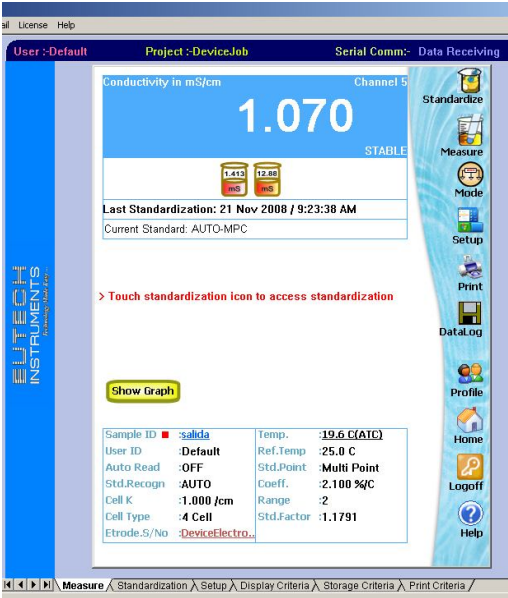 ail License Help
User :-Default Project :-DeviceJob Serial Comm:- Data Receiving
Conductivity in mS/cm Channel 5
1.070
STABLE
1.413 12.88
mS mS
Last Standardization: 21 Nov 2008 / 9:23:38 AM
Current Standard: AUTO-MPC
> Touch standardization icon to access standardization
Show Graph
Sample ID :salida Temp. :19.6 C(ATC)
User ID :Default Ref.Temp :25.0 C
Auto Read :OFF Std.Point :Multi Point
Std.Recogn :AUTO Coeff. :2.100 %/C
Cell K :1.000 /cm Range :2
Cell Type :4 Cell Std.Factor :1.1791
Etrode.S/No :DeviceElectro..
Standardize
Measure
Mode
Setup
Print
DataLog
Profile
Home
Logoff
Help
EUTECH
INSTRUMENTS
Technology Made Easy...
Measure Standardization Setup Display Criteria Storage Criteria Print Criteria